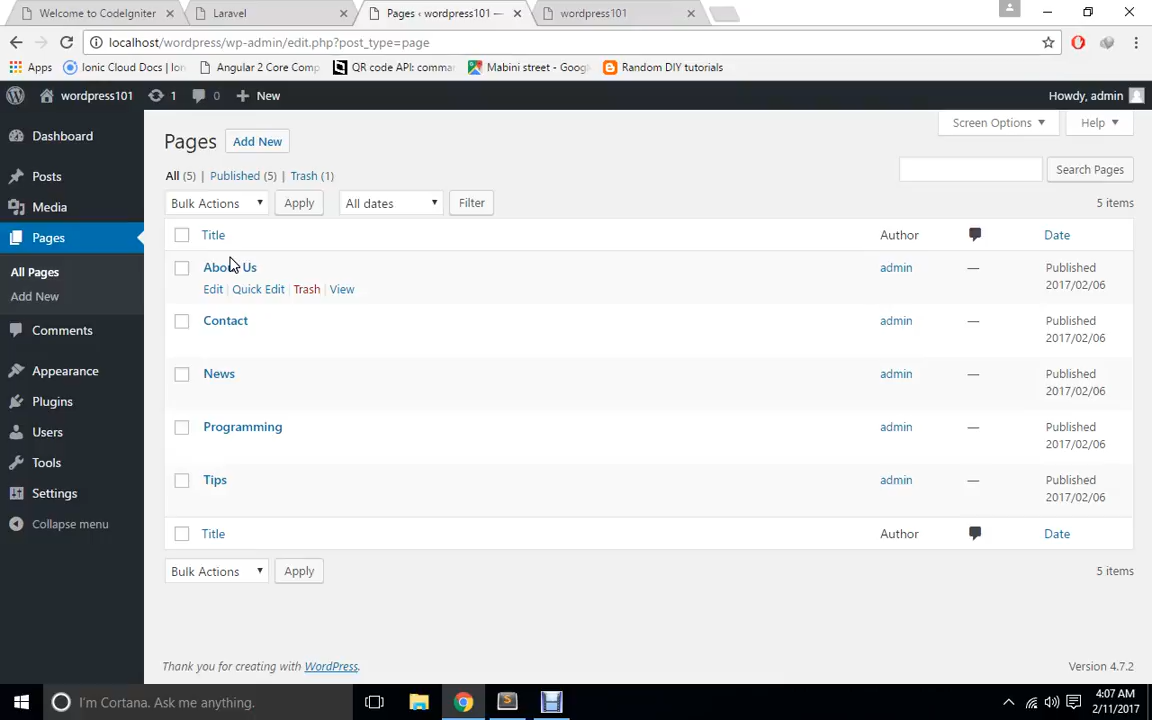 Welcome to CodeIgniter
Laravel
Pages ‹ wordpress101 —
wordpress101
localhost/wordpress/wp-admin/edit.php?post_type=page
Apps
Ionic Cloud Docs | Ion
Angular 2 Core Comp
QR code API: comma
Mabini street - Goog
Random DIY tutorials
wordpress101
1
0
New
Howdy, admin
Dashboard
Posts
Media
Pages
All Pages
Add New
Comments
Appearance
Plugins
Users
Tools
Settings
Collapse menu
Screen Options
Help
Pages
Add New
All (5) | Published (5) | Trash (1)
Search Pages
Bulk Actions
Apply
All dates
Filter
5 items
Title
Author
Date
About Us
Edit | Quick Edit | Trash | View
admin
—
Published
2017/02/06
Contact
admin
—
Published
2017/02/06
News
admin
—
Published
2017/02/06
Programming
admin
—
Published
2017/02/06
Tips
admin
—
Published
2017/02/06
Title
Author
Date
Bulk Actions
Apply
5 items
Thank you for creating with WordPress.
Version 4.7.2
I'm Cortana. Ask me anything.
S
4:07 AM
2/11/2017